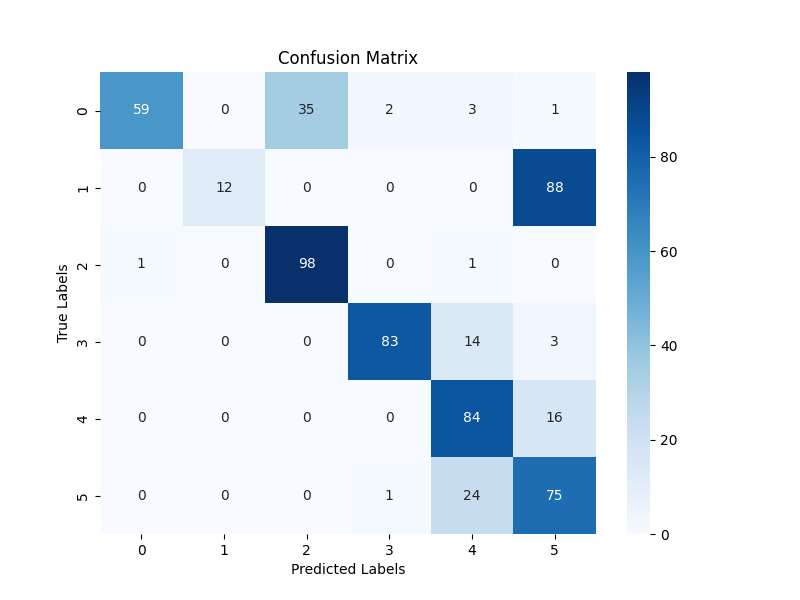 Confusion Matrix
0 59 0 35 2 3 1
1 0 12 0 0 0 88
2 1 0 98 0 1 0
3 0 0 0 83 14 3
4 0 0 0 0 84 16
5 0 0 0 1 24 75
0 1 2 3 4 5
Predicted Labels
True Labels
80
60
40
20
0